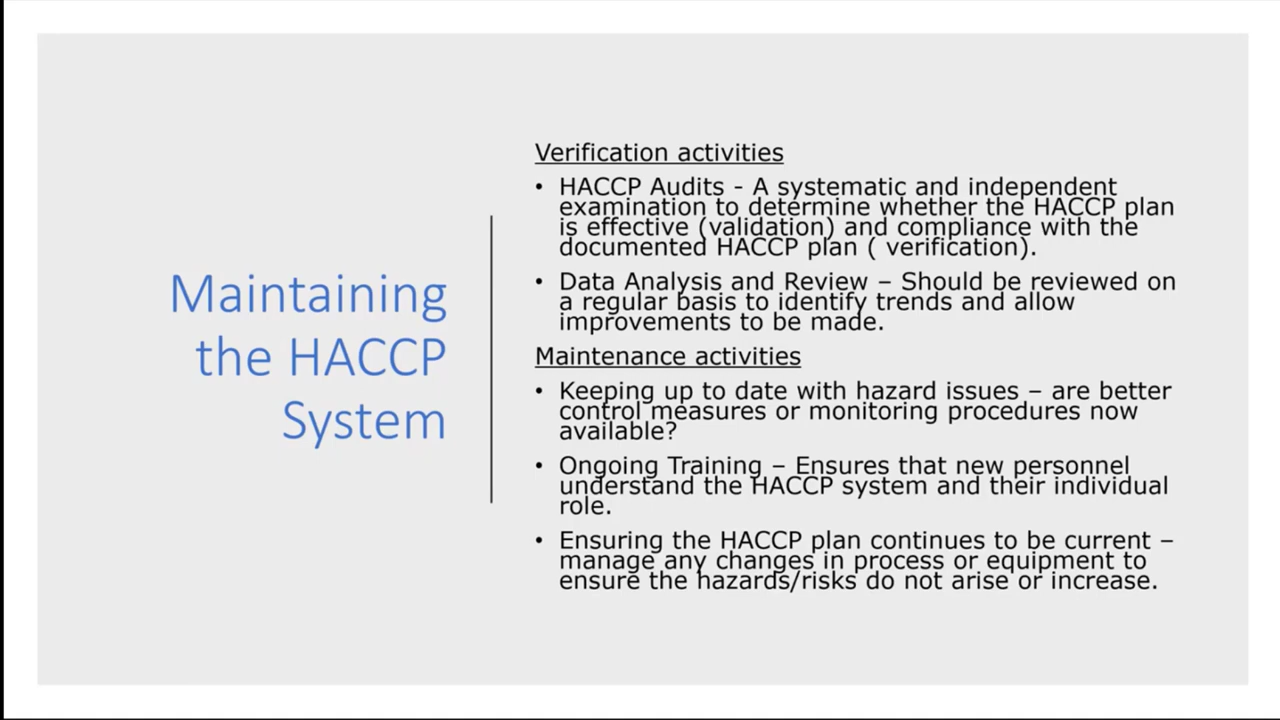 Maintaining
the HACCP
System
Verification activities
• HACCP Audits - A systematic and independent
examination to determine whether the HACCP plan
is effective (validation) and compliance with the
documented HACCP plan ( verification).
• Data Analysis and Review – Should be reviewed on
a regular basis to identify trends and allow
improvements to be made.
Maintenance activities
• Keeping up to date with hazard issues – are better
control measures or monitoring procedures now
available?
• Ongoing Training – Ensures that new personnel
understand the HACCP system and their individual
role.
• Ensuring the HACCP plan continues to be current –
manage any changes in process or equipment to
ensure the hazards/risks do not arise or increase.